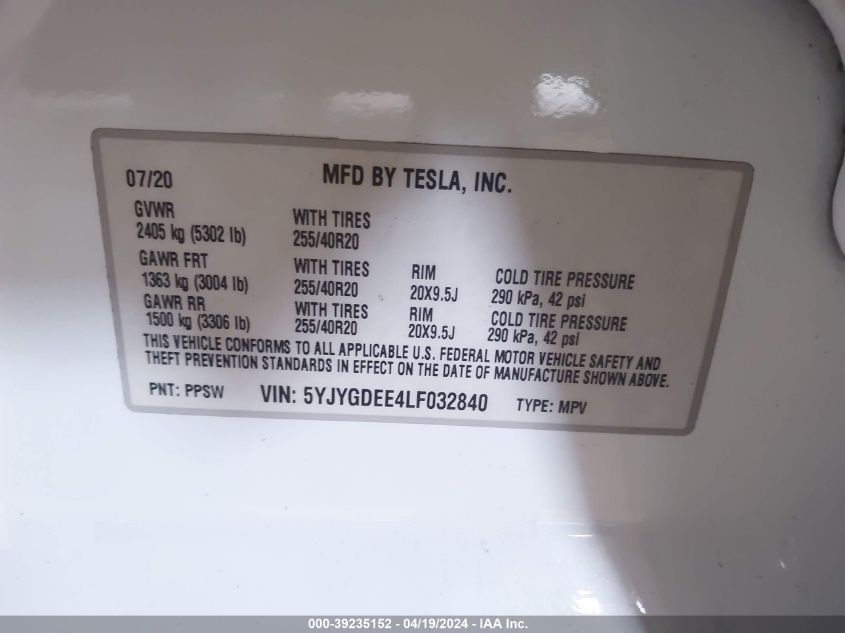 07/20 MFD BY TESLA, INC.
GVWR
2405 kg (5302 lb)
WITH TIRES
255/40R20
GAWR FRT
1363 kg (3004 lb)
WITH TIRES
255/40R20
RIM
20X9.5J
COLD TIRE PRESSURE
290 kPa, 42 psi
GAWR RR
1500 kg (3306 lb)
WITH TIRES
255/40R20
RIM
20X9.5J
COLD TIRE PRESSURE
290 kPa, 42 psi
THIS VEHICLE CONFORMS TO ALL APPLICABLE U.S. FEDERAL MOTOR VEHICLE SAFETY AND
THEFT PREVENTION STANDARDS IN EFFECT ON THE DATE OF MANUFACTURE SHOWN ABOVE.
PNT: PPSW VIN: 5YJYGDEE4LF032840 TYPE: MPV
000-39235152 - 04/19/2024 - IAA Inc.